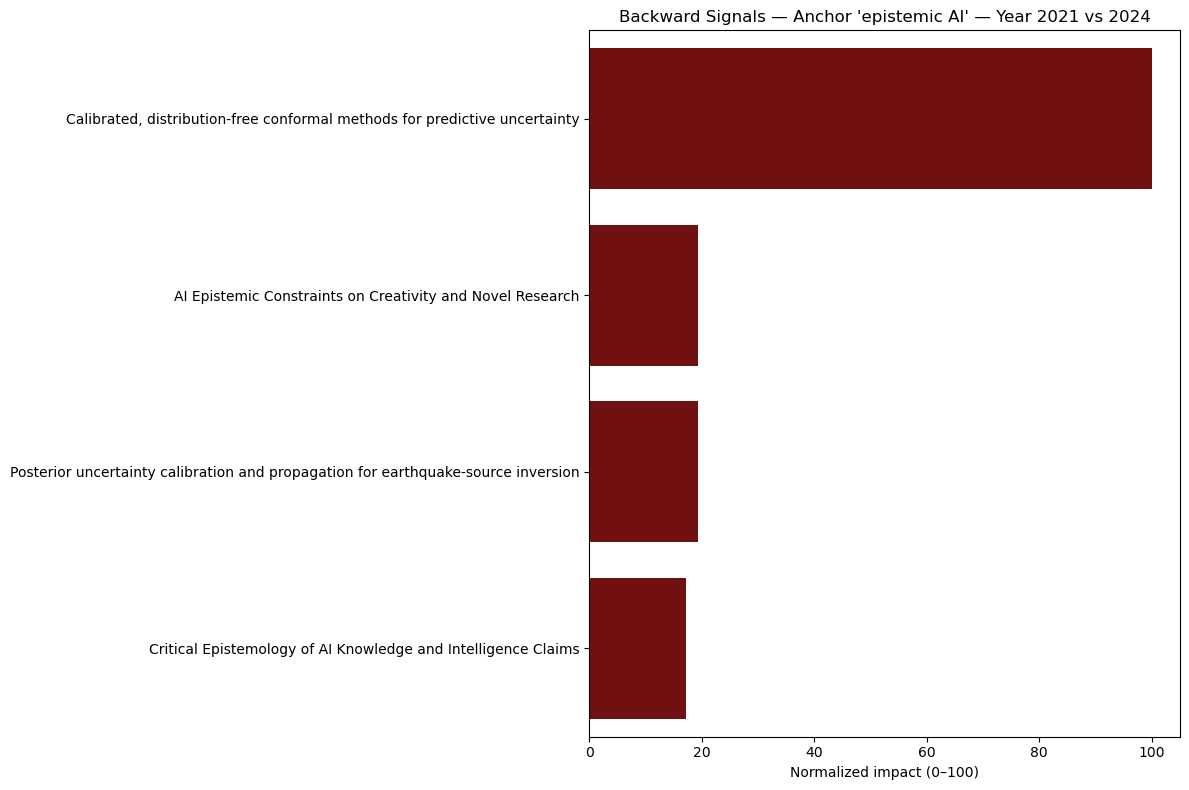 Backward Signals — Anchor 'epistemic AI' — Year 2021 vs 2024
Calibrated, distribution-free conformal methods for predictive uncertainty
AI Epistemic Constraints on Creativity and Novel Research
Posterior uncertainty calibration and propagation for earthquake-source inversion
Critical Epistemology of AI Knowledge and Intelligence Claims
0 20 40 60 80 100
Normalized impact (0–100)